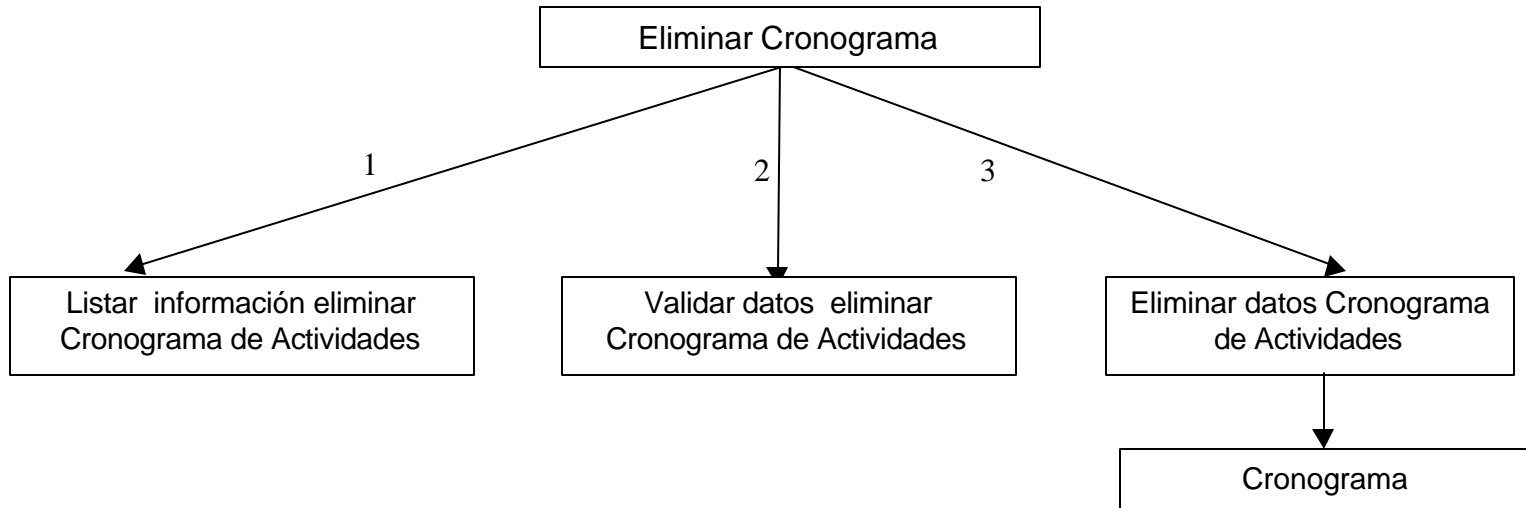 Eliminar Cronograma
1
2
3
Listar información eliminar
Cronograma de Actividades
Validar datos eliminar
Cronograma de Actividades
Eliminar datos Cronograma
de Actividades
Cronograma